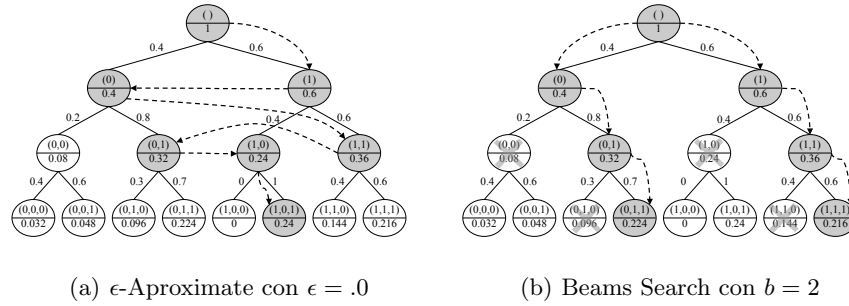 ( ) ( )
1 1
0.4 0.6 0.4 0.6
(0) (1) (0) (1)
0.4 0.6 0.4 0.6
0.2 0.8 0.4 0.6 0.2 0.8 0.4 0.6
(0,0) (0,1) (1,0) (1,1) (0,0) (0,1) (1,0) (1,1)
0.08 0.32 0.24 0.36 0.08 0.32 0.24 0.36
0.4 0.6 0.3 0.7 0 1 0.4 0.6 0.4 0.6 0.3 0.7 0 1 0.4 0.6
(0,0,0) (0,0,1) (0,1,0) (0,1,1) (1,0,0) (1,0,1) (1,1,0) (1,1,1) (0,0,0) (0,0,1) (0,1,0) (0,1,1) (1,0,0) (1,0,1) (1,1,0) (1,1,1)
0.032 0.048 0.096 0.224 0 0.24 0.144 0.216 0.032 0.048 0.096 0.224 0 0.24 0.144 0.216
(a) ϵ-Aproximate con ϵ = .0 (b) Beams Search con b = 2